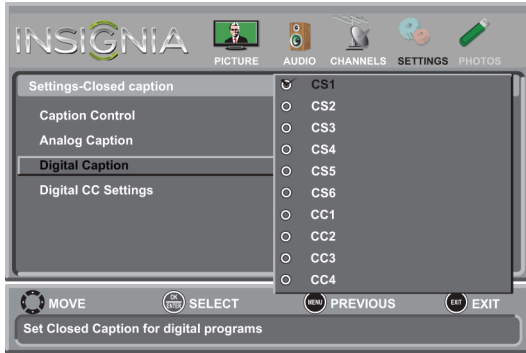 INSIGNIA
PICTURE AUDIO CHANNELS SETTINGS PHOTOS
Settings-Closed caption
Caption Control
Analog Caption
Digital Caption
Digital CC Settings
CS1
CS2
CS3
CS4
CS5
CS6
CC1
CC2
CC3
CC4
MOVE OK ENTER SELECT MENU PREVIOUS EXIT EXIT
Set Closed Caption for digital programs